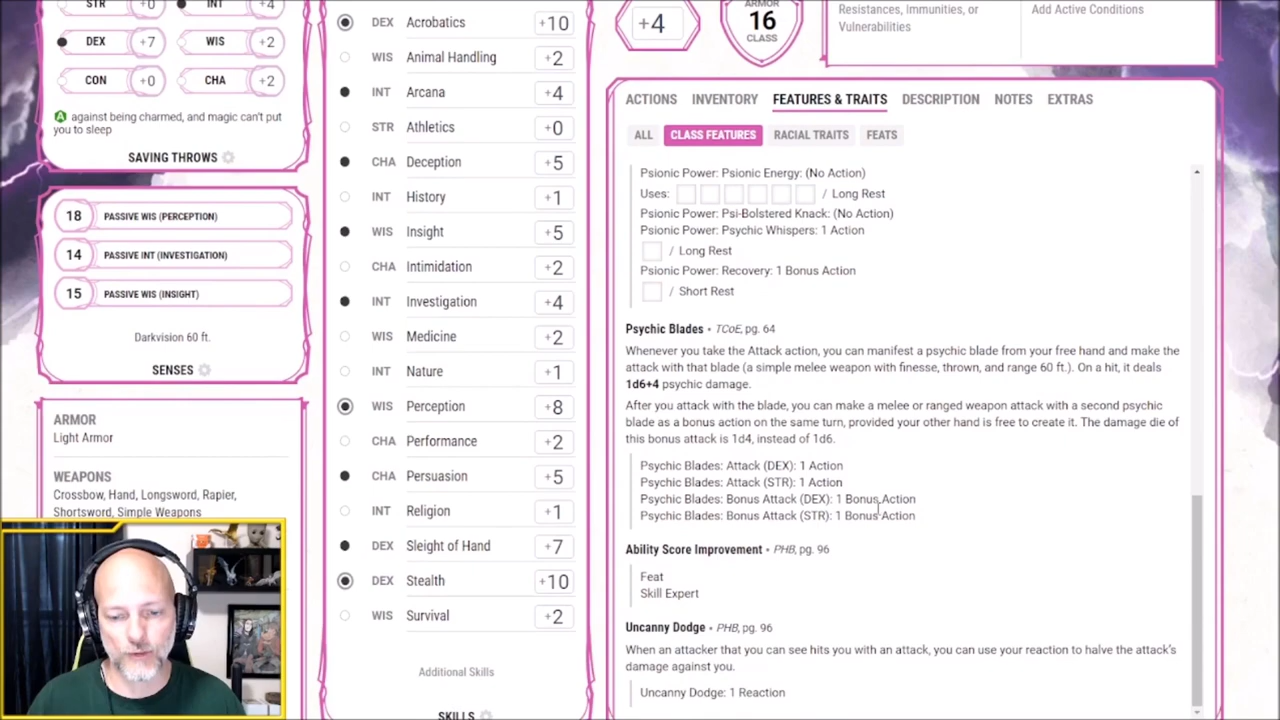 STR +0 INT +4
DEX +7 WIS +2
CON +0 CHA +2
A against being charmed, and magic can't put
you to sleep
SAVING THROWS
18 PASSIVE WIS (PERCEPTION)
14 PASSIVE INT (INVESTIGATION)
15 PASSIVE WIS (INSIGHT)
Darkvision 60 ft.
SENSES
ARMOR
Light Armor
WEAPONS
Crossbow, Hand, Longsword, Rapier,
Shortsword, Simple Weapons
DEX Acrobatics +10
WIS Animal Handling +2
INT Arcana +4
STR Athletics +0
CHA Deception +5
INT History +1
WIS Insight +5
CHA Intimidation +2
INT Investigation +4
WIS Medicine +2
INT Nature +1
WIS Perception +8
CHA Performance +2
CHA Persuasion +5
INT Religion +1
DEX Sleight of Hand +7
DEX Stealth +10
WIS Survival +2
Additional Skills
SKILLS
+4
ARMOR
16
CLASS
Resistances, Immunities, or
Vulnerabilities
Add Active Conditions
ACTIONS INVENTORY FEATURES & TRAITS DESCRIPTION NOTES EXTRAS
ALL CLASS FEATURES RACIAL TRAITS FEATS
Psionic Power: Psionic Energy: (No Action)
Uses: / Long Rest
Psionic Power: Psi-Bolstered Knack: (No Action)
Psionic Power: Psychic Whispers: 1 Action
/ Long Rest
Psionic Power: Recovery: 1 Bonus Action
/ Short Rest
Psychic Blades • TCoE, pg. 64
Whenever you take the Attack action, you can manifest a psychic blade from your free hand and make the
attack with that blade (a simple melee weapon with finesse, thrown, and range 60 ft.). On a hit, it deals
1d6+4 psychic damage.
After you attack with the blade, you can make a melee or ranged weapon attack with a second psychic
blade as a bonus action on the same turn, provided your other hand is free to create it. The damage die of
this bonus attack is 1d4, instead of 1d6.
Psychic Blades: Attack (DEX): 1 Action
Psychic Blades: Attack (STR): 1 Action
Psychic Blades: Bonus Attack (DEX): 1 Bonus Action
Psychic Blades: Bonus Attack (STR): 1 Bonus Action
Ability Score Improvement • PHB, pg. 96
Feat
Skill Expert
Uncanny Dodge • PHB, pg. 96
When an attacker that you can see hits you with an attack, you can use your reaction to halve the attack's
damage against you.
Uncanny Dodge: 1 Reaction